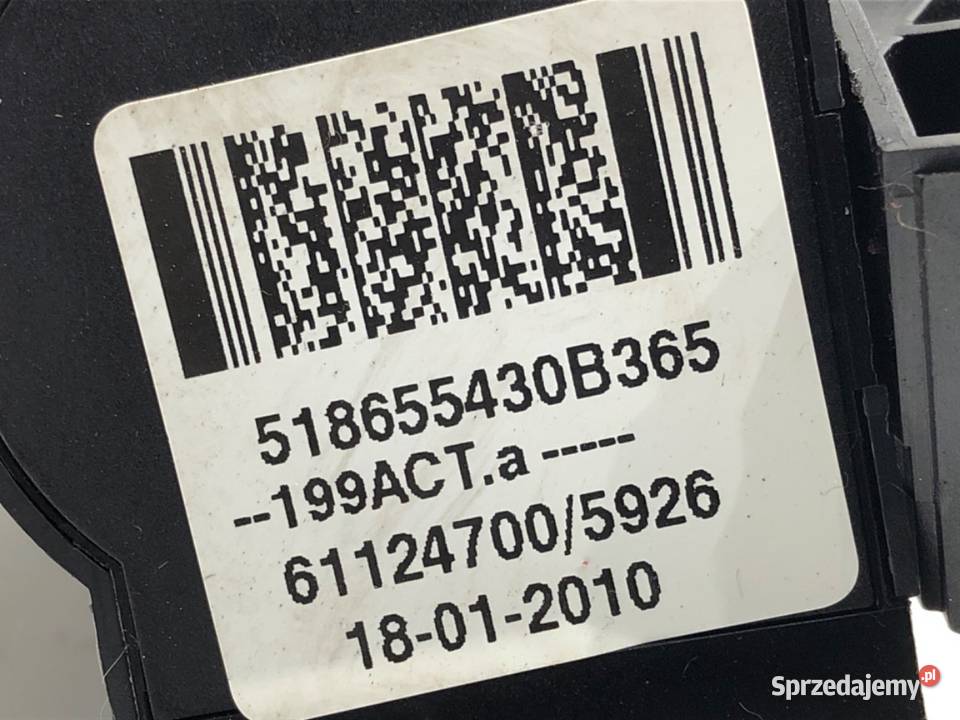 518655430B365
--199ACT.a -----
61124700/5926
18-01-2010
Sprzedajemy.pl